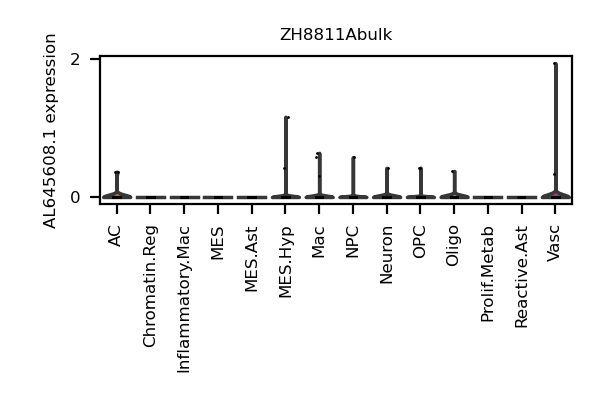 ZH8811Abulk
AL645608.1 expression
2
0
AC
Chromatin.Reg
Inflammatory.Mac
MES
MES.Ast
MES.Hyp
Mac
NPC
Neuron
OPC
Oligo
Prolif.Metab
Reactive.Ast
Vasc